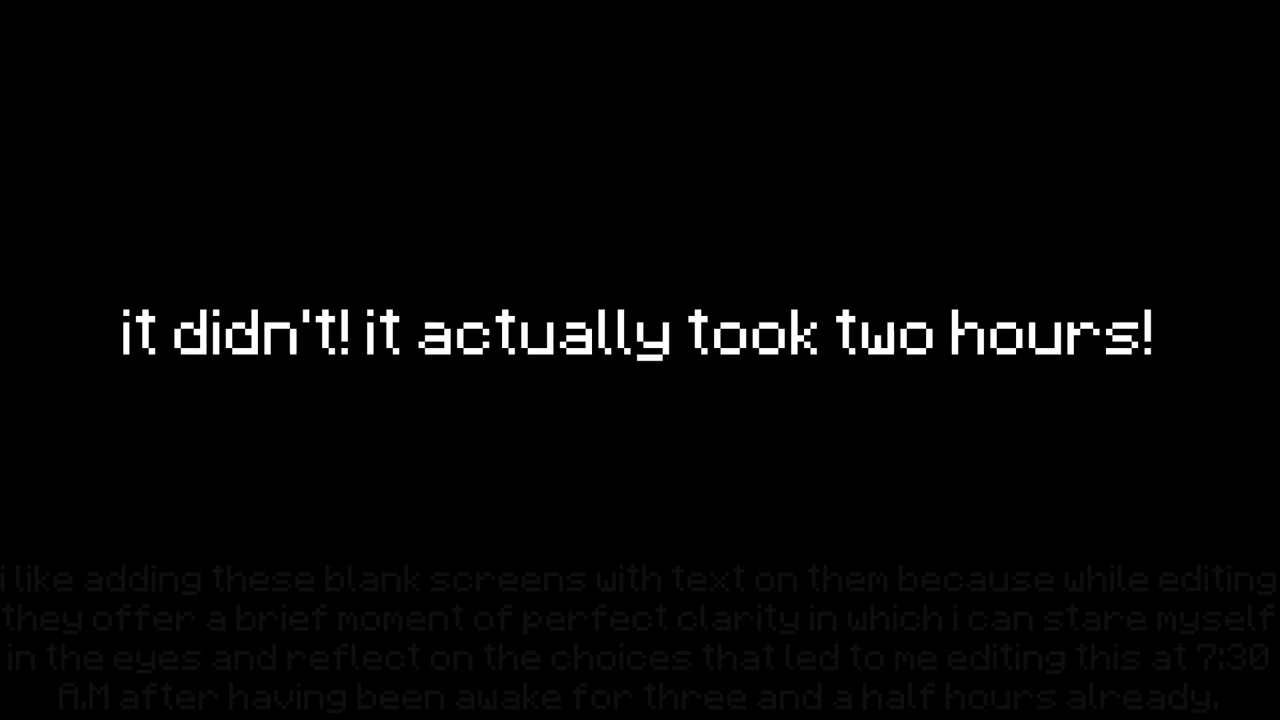 it didn't! it actually took two hours!
i like adding these blank screens with text on them because while editing
they offer a brief moment of perfect clarity in which i can stare myself
in the eyes and reflect on the choices that led to me editing this at 7:30
A.M after having been awake for three and a half hours already.